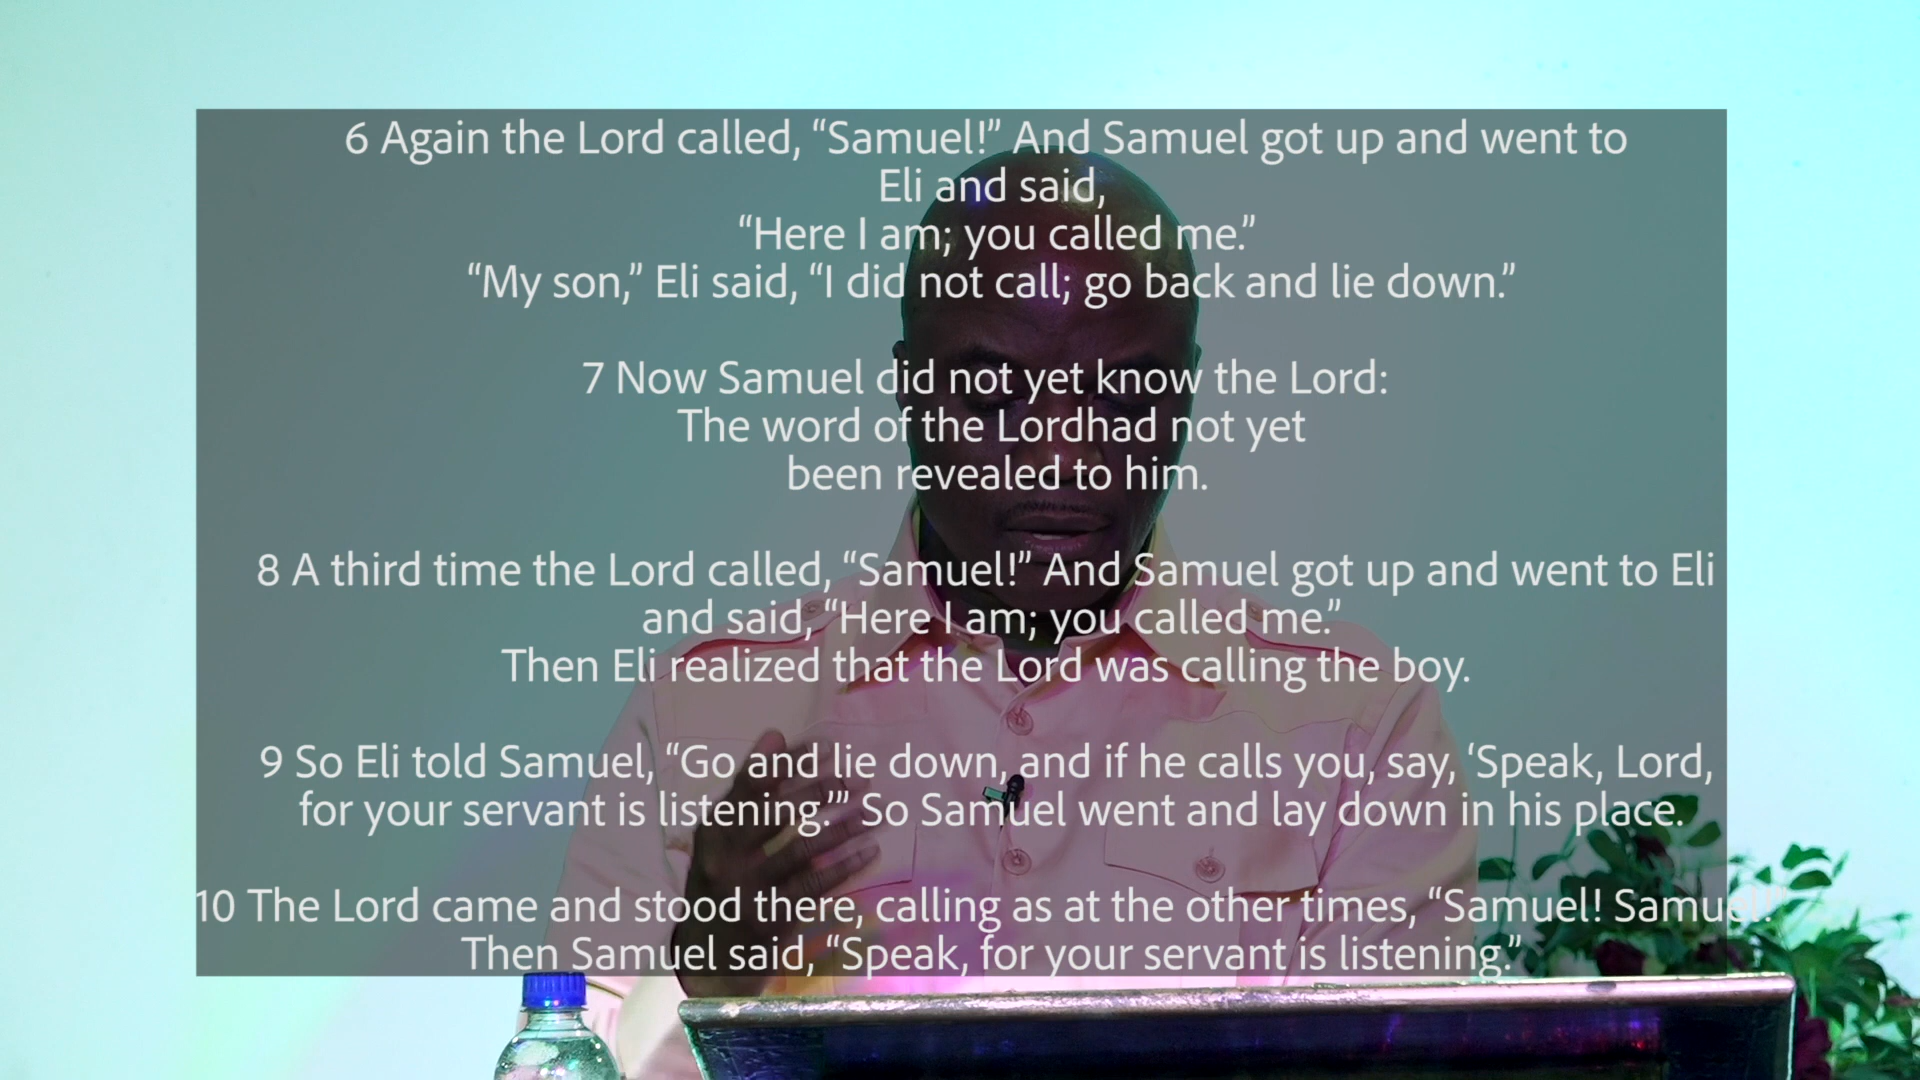 6 Again the Lord called, “Samuel!” And Samuel got up and went to
Eli and said,
“Here I am; you called me.”
“My son,” Eli said, “I did not call; go back and lie down.”
7 Now Samuel did not yet know the Lord:
The word of the Lordhad not yet
been revealed to him.
8 A third time the Lord called, “Samuel!” And Samuel got up and went to Eli
and said, “Here I am; you called me.”
Then Eli realized that the Lord was calling the boy.
9 So Eli told Samuel, “Go and lie down, and if he calls you, say, ‘Speak, Lord,
for your servant is listening.’” So Samuel went and lay down in his place.
10 The Lord came and stood there, calling as at the other times, “Samuel! Samuel!”
Then Samuel said, “Speak, for your servant is listening.”